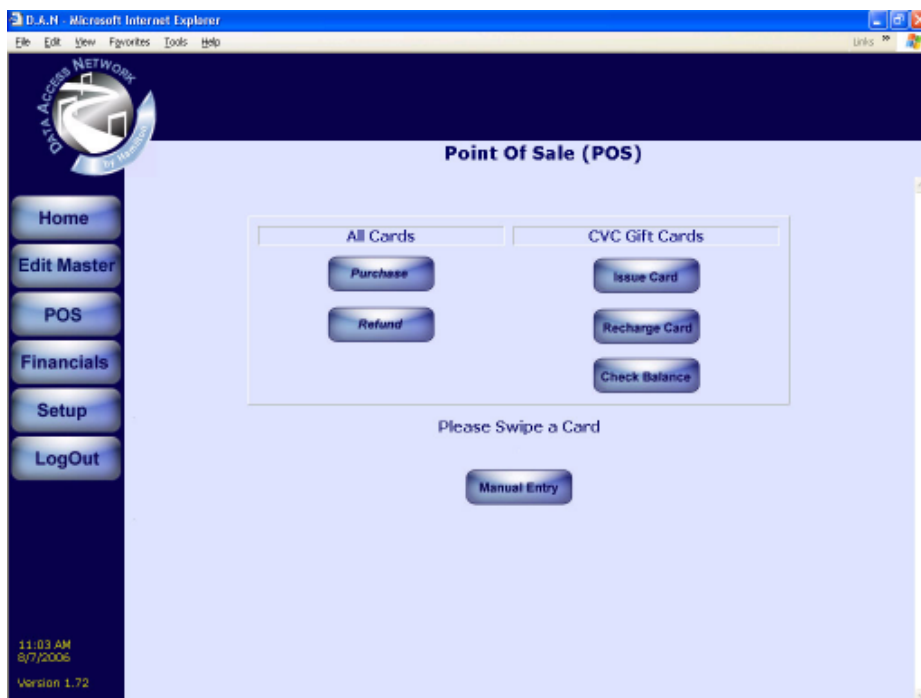 D.A.N - Microsoft Internet Explorer
File Edit View Favorites Tools Help
Links »
DATA ACCESS NETWORK
by Hamilton
Point Of Sale (POS)
Home
Edit Master
POS
Financials
Setup
LogOut
All Cards
CVC Gift Cards
Purchase
Issue Card
Refund
Recharge Card
Check Balance
Please Swipe a Card
Manual Entry
11:03 AM
8/7/2006
Version 1.72